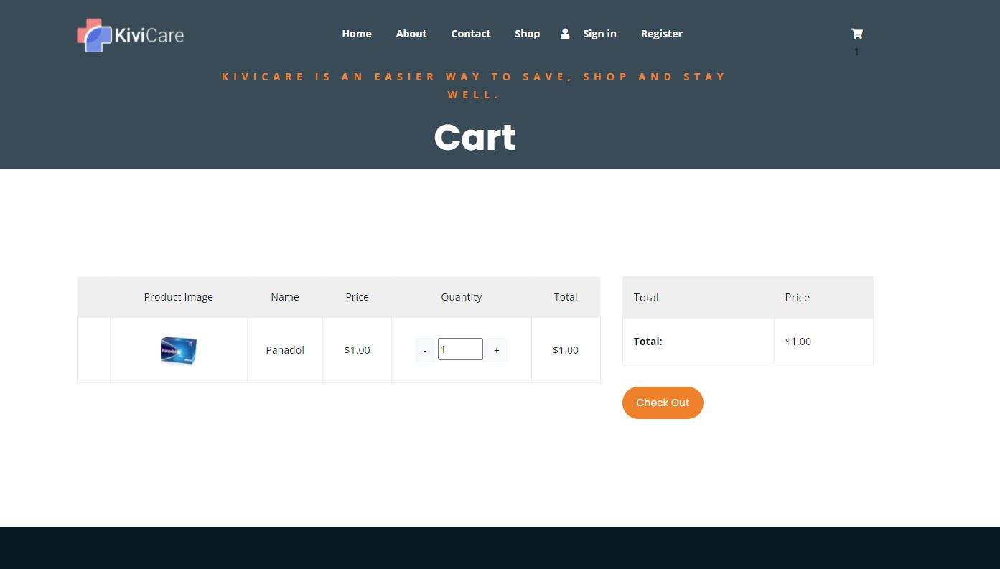 KiviCare
Home About Contact Shop Sign in Register
1
KIVICARE IS AN EASIER WAY TO SAVE, SHOP AND STAY
WELL.
Cart
Product Image Name Price Quantity Total
Panadol
Panadol $1.00 - 1 + $1.00
Total Price
Total: $1.00
Check Out